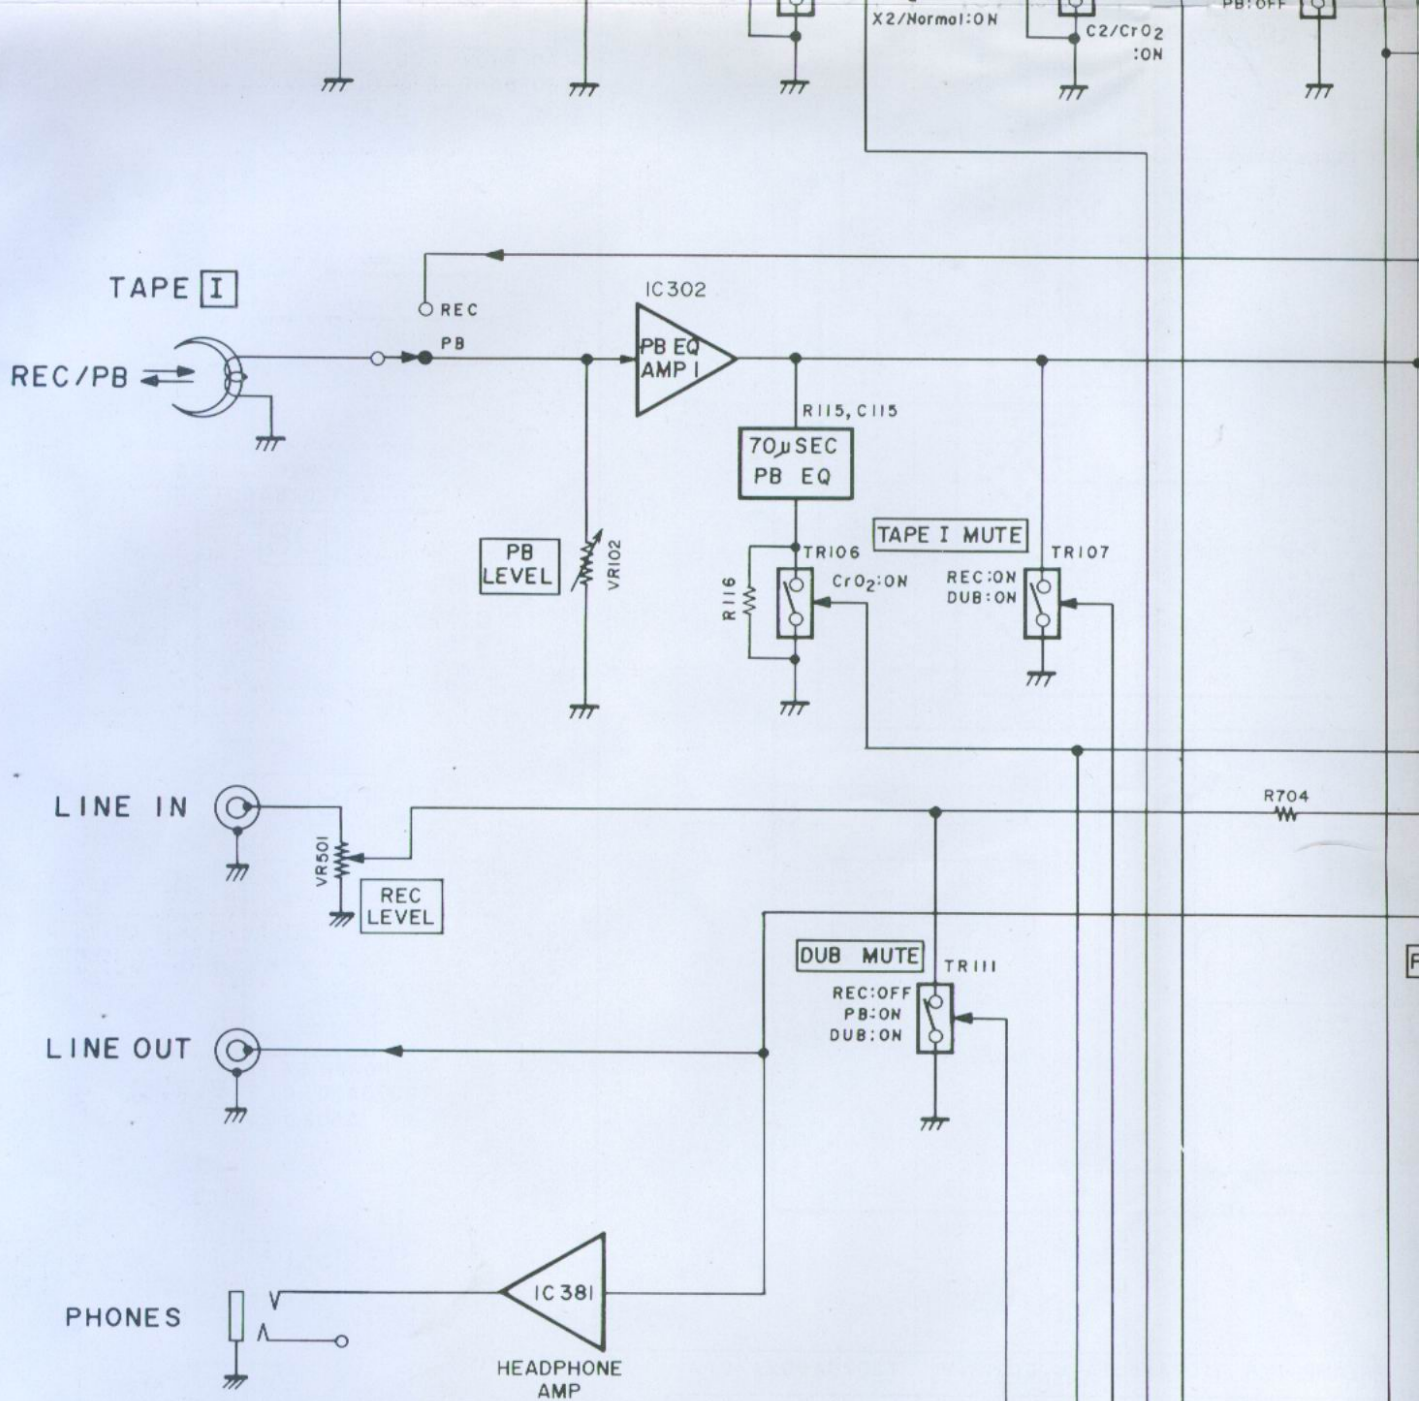 X2/Normal:ON
C2/CrO2
:ON
PB:OFF
TAPE I
IC302
REC
PB
PB EQ
AMP 1
REC/PB
R115, C115
70μSEC
PB EQ
PB
LEVEL
VR102
TAPE I MUTE
TR106
CrO2:ON
R116
TR107
REC:ON
DUB:ON
LINE IN
R704
VR501
REC
LEVEL
DUB MUTE
TR111
REC:OFF
PB:ON
DUB:ON
LINE OUT
IC381
PHONES
HEADPHONE
AMP